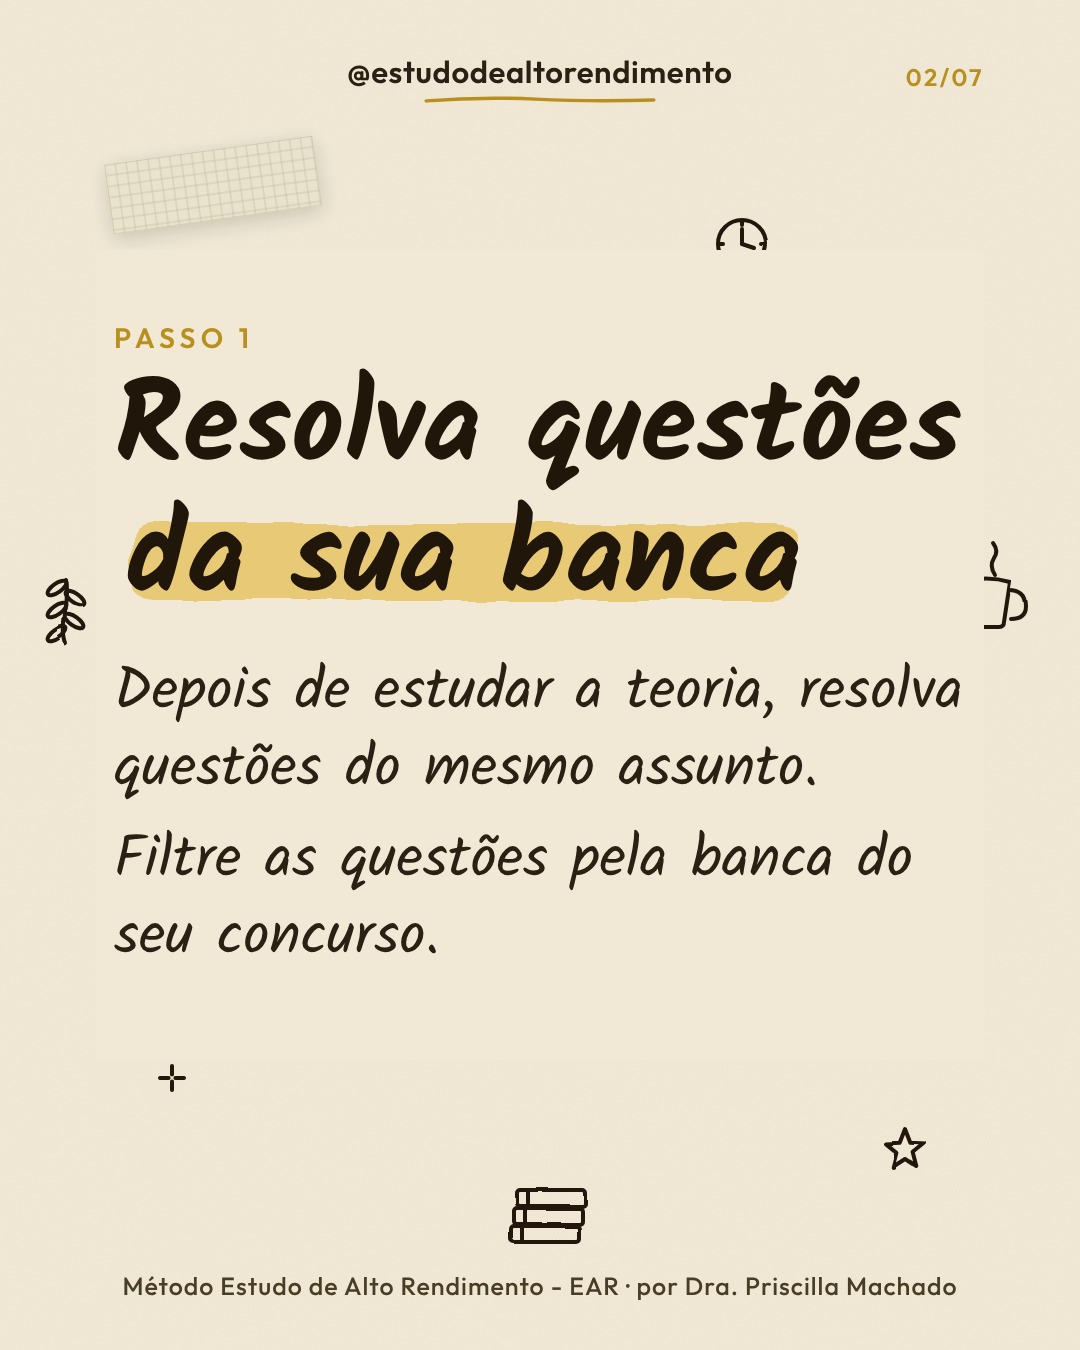 @estudodealtorendimento
02/07
PASSO 1
Resolva questões
da sua banca
Depois de estudar a teoria, resolva
questões do mesmo assunto.
Filtre as questões pela banca do
seu concurso.
Método Estudo de Alto Rendimento - EAR · por Dra. Priscilla Machado